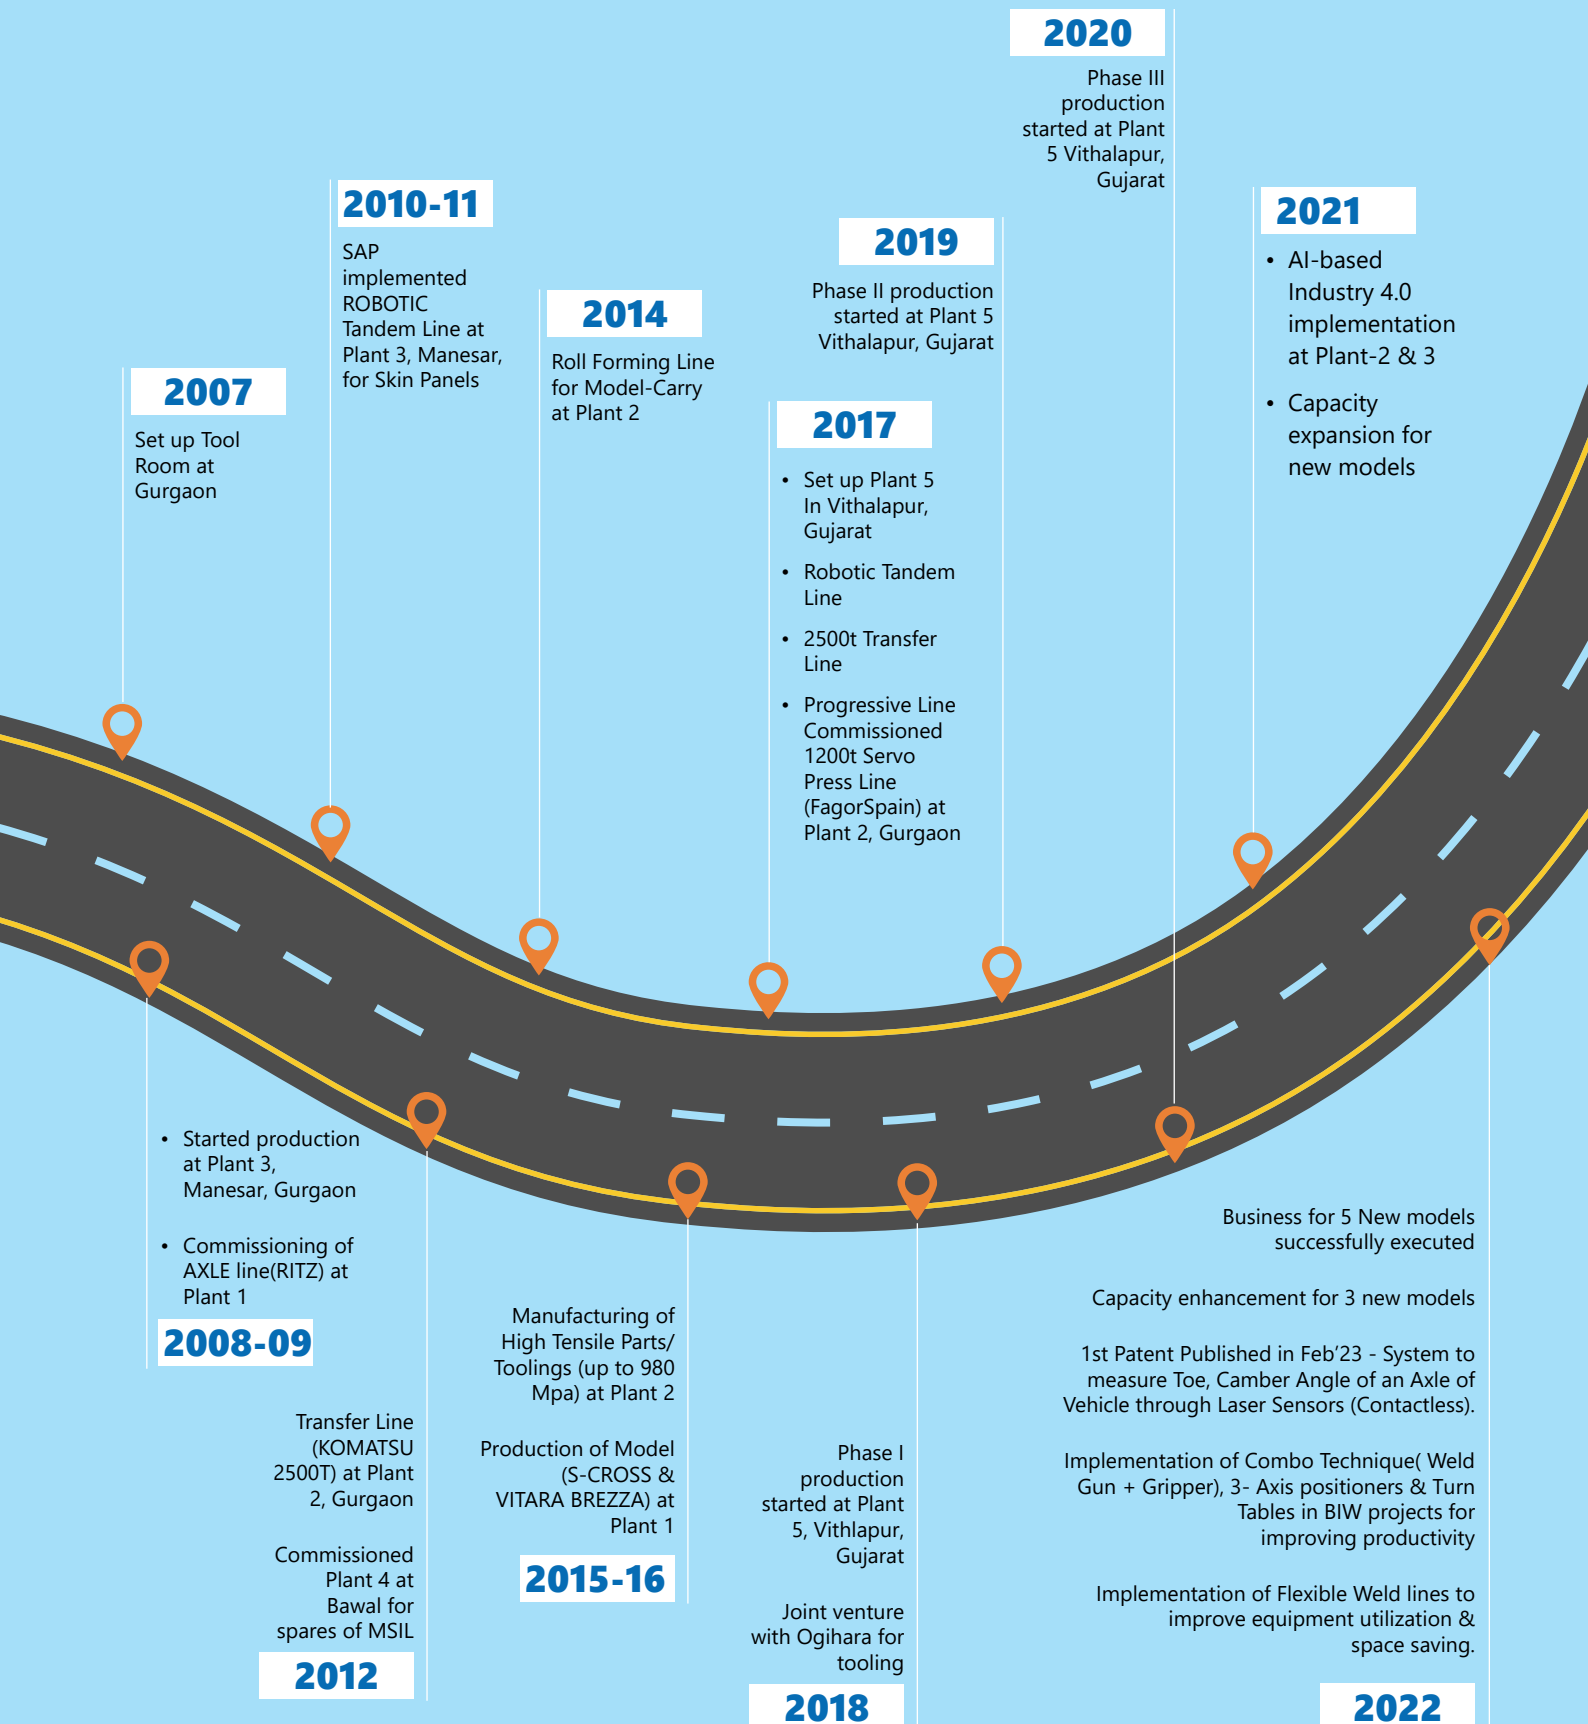 2007
Set up Tool
Room at
Gurgaon
• Started production
at Plant 3,
Manesar, Gurgaon
• Commissioning of
AXLE line(RITZ) at
Plant 1
2008-09
2010-11
SAP
implemented
ROBOTIC
Tandem Line at
Plant 3, Manesar,
for Skin Panels
Transfer Line
(KOMATSU
2500T) at Plant
2, Gurgaon
Commissioned
Plant 4 at
Bawal for
spares of MSIL
2012
2014
Roll Forming Line
for Model-Carry
at Plant 2
Manufacturing of
High Tensile Parts/
Toolings (up to 980
Mpa) at Plant 2
Production of Model
(S-CROSS &
VITARA BREZZA) at
Plant 1
2015-16
2017
• Set up Plant 5
In Vithalapur,
Gujarat
• Robotic Tandem
Line
• 2500t Transfer
Line
• Progressive Line
Commissioned
1200t Servo
Press Line
(FagorSpain) at
Plant 2, Gurgaon
Phase I
production
started at Plant
5, Vithlapur,
Gujarat
Joint venture
with Ogihara for
tooling
2018
2019
Phase II production
started at Plant 5
Vithalapur, Gujarat
2020
Phase III
production
started at Plant
5 Vithalapur,
Gujarat
2021
• AI-based
Industry 4.0
implementation
at Plant-2 & 3
• Capacity
expansion for
new models
Business for 5 New models
successfully executed
Capacity enhancement for 3 new models
1st Patent Published in Feb’23 - System to
measure Toe, Camber Angle of an Axle of
Vehicle through Laser Sensors (Contactless).
Implementation of Combo Technique( Weld
Gun + Gripper), 3- Axis positioners & Turn
Tables in BIW projects for
improving productivity
Implementation of Flexible Weld lines to
improve equipment utilization &
space saving.
2022